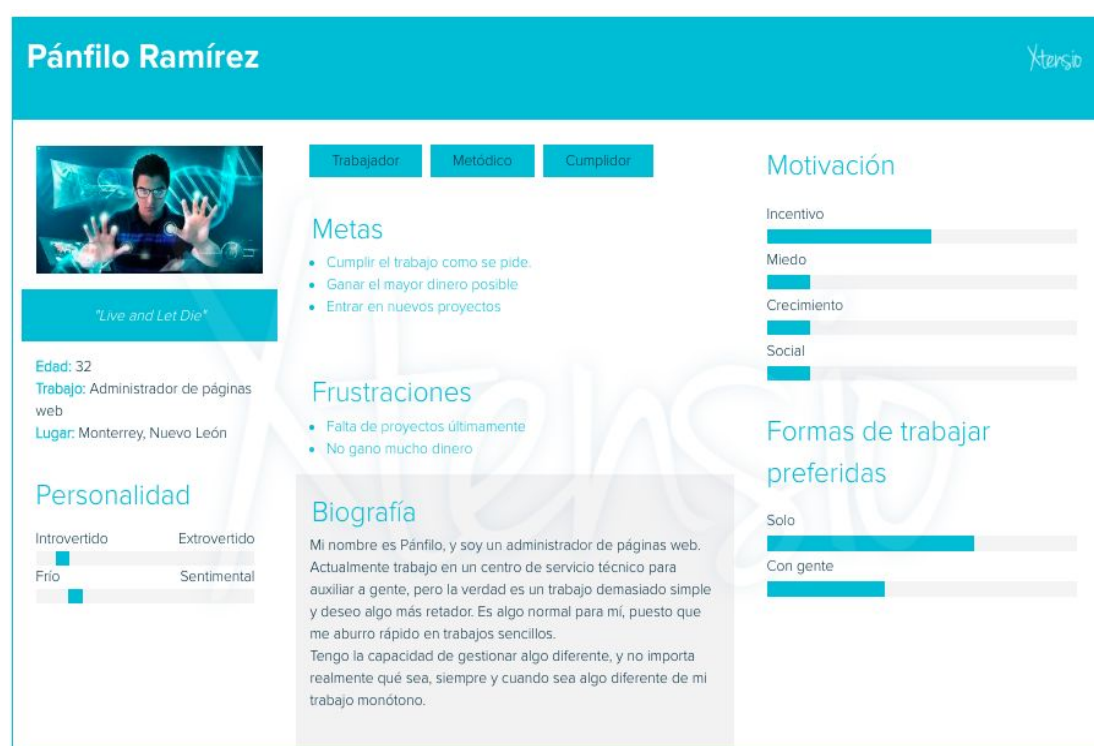 Pánfilo Ramírez
Xtensio
"Live and Let Die"
Edad: 32
Trabajo: Administrador de páginas
web
Lugar: Monterrey, Nuevo León
Personalidad
Introvertido Extrovertido
Frío Sentimental
Trabajador Metódico Cumplidor
Metas
Cumplir el trabajo como se pide.
Ganar el mayor dinero posible
Entrar en nuevos proyectos
Frustraciones
Falta de proyectos últimamente
No gano mucho dinero
Biografía
Mi nombre es Pánfilo, y soy un administrador de páginas web.
Actualmente trabajo en un centro de servicio técnico para
auxiliar a gente, pero la verdad es un trabajo demasiado simple
y deseo algo más retador. Es algo normal para mí, puesto que
me aburro rápido en trabajos sencillos.
Tengo la capacidad de gestionar algo diferente, y no importa
realmente qué sea, siempre y cuando sea algo diferente de mi
trabajo monótono.
Motivación
Incentivo
Miedo
Crecimiento
Social
Formas de trabajar
preferidas
Solo
Con gente
Xtensio